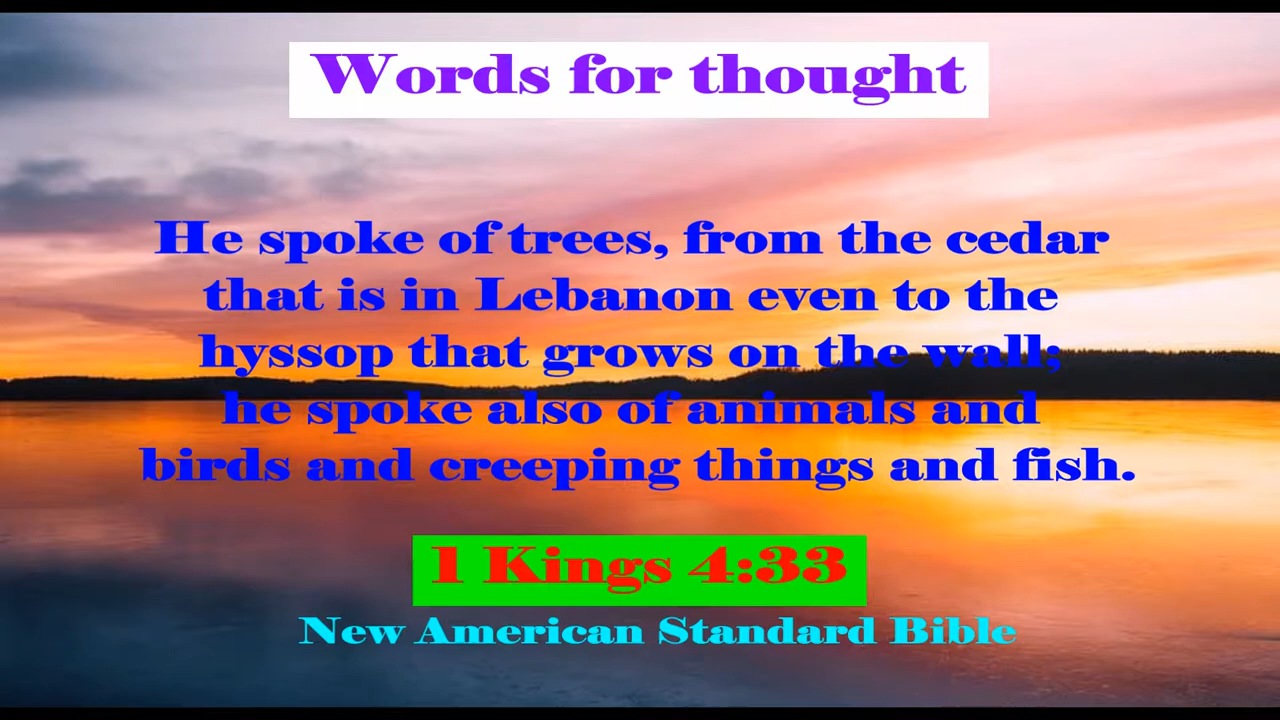 Words for thought
He spoke of trees, from the cedar
that is in Lebanon even to the
hyssop that grows on the wall;
he spoke also of animals and
birds and creeping things and fish.
1 Kings 4:33
New American Standard Bible